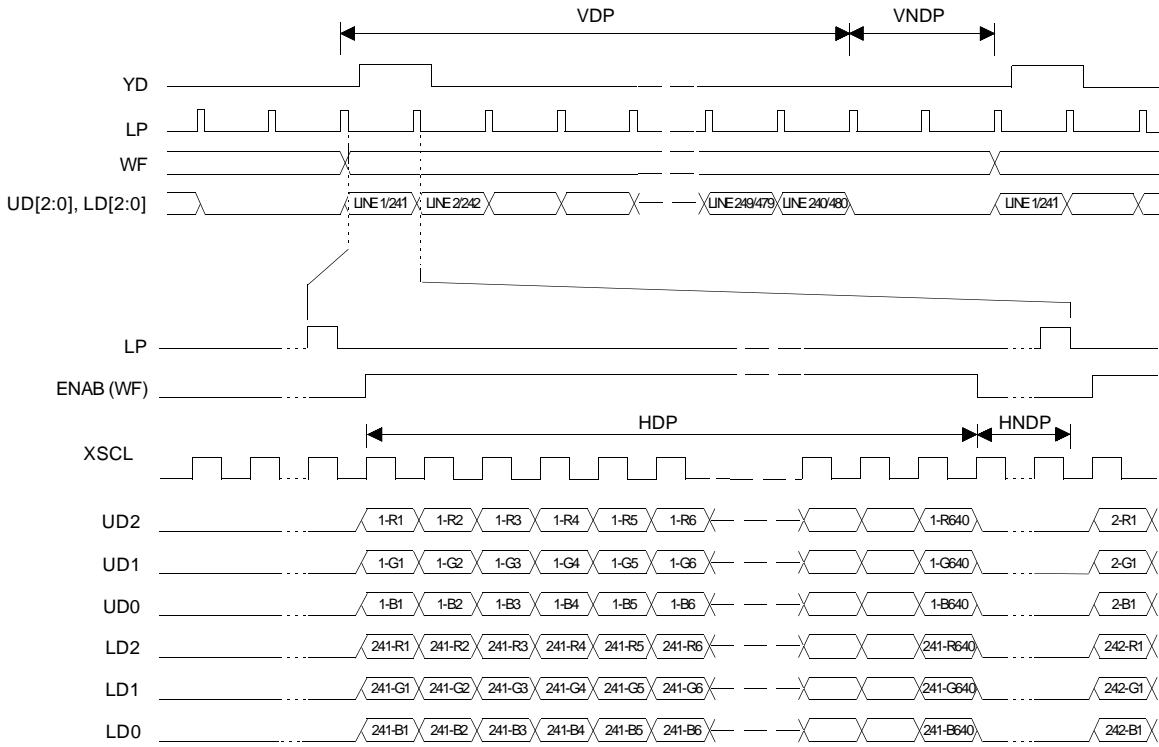 VDP VNDP
YD
LP
WF
UD[2:0], LD[2:0] LINE 1/241 LINE 2/242 LINE 249/479 LINE 240/480 LINE 1/241
LP
ENAB (WF)
HDP HNDP
XSCL
UD2 1-R1 1-R2 1-R3 1-R4 1-R5 1-R6 1-R640 2-R1
UD1 1-G1 1-G2 1-G3 1-G4 1-G5 1-G6 1-G640 2-G1
UD0 1-B1 1-B2 1-B3 1-B4 1-B5 1-B6 1-B640 2-B1
LD2 241-R1 241-R2 241-R3 241-R4 241-R5 241-R6 241-R640 242-R1
LD1 241-G1 241-G2 241-G3 241-G4 241-G5 241-G6 241-G640 242-G1
LD0 241-B1 241-B2 241-B3 241-B4 241-B5 241-B6 241-B640 242-B1